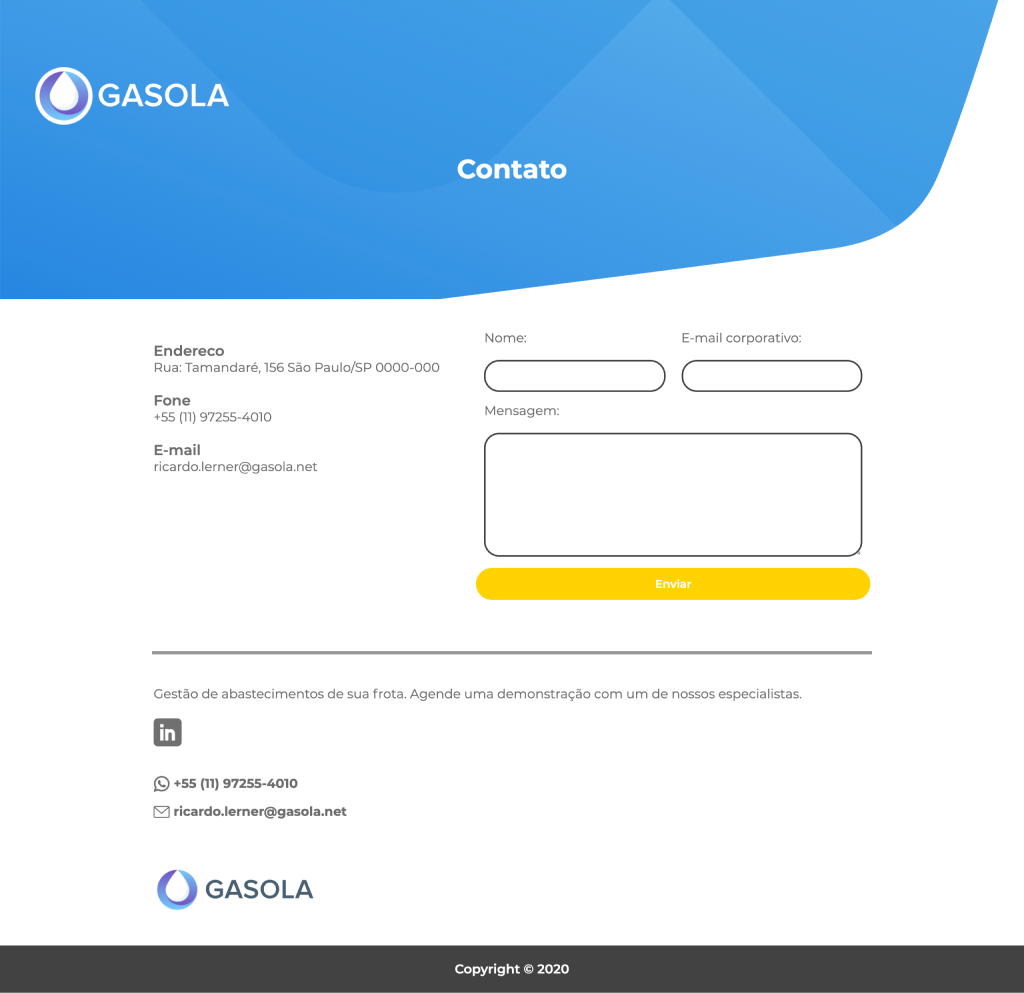 GASOLA
Contato
Endereco
Rua: Tamandaré, 156 São Paulo/SP 0000-000
Fone
+55 (11) 97255-4010
E-mail
ricardo.lerner@gasola.net
Nome:
E-mail corporativo:
Mensagem:
Enviar
Gestão de abastecimentos de sua frota. Agende uma demonstração com um de nossos especialistas.
in
+55 (11) 97255-4010
ricardo.lerner@gasola.net
GASOLA
Copyright © 2020